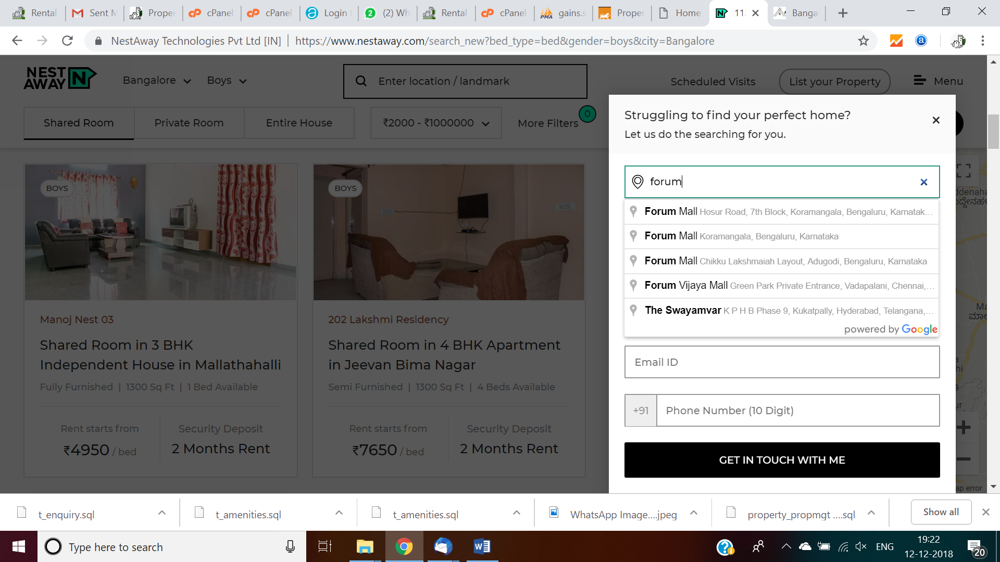 Rental
Sent M
Proper
cPanel
cPanel
Login
(2) Wh
Rental
cPanel
gains.s
Proper
Home
11
Banga
NestAway Technologies Pvt Ltd [IN]
https://www.nestaway.com/search_new?bed_type=bed&gender=boys&city=Bangalore
NEST AWAY N
Bangalore
Boys
Enter location / landmark
Scheduled Visits
List your Property
Menu
Shared Room
Private Room
Entire House
₹2000 - ₹1000000
More Filters
0
Struggling to find your perfect home?
Let us do the searching for you.
forum
Forum Mall Hosur Road, 7th Block, Koramangala, Bengaluru, Karnatak...
Forum Mall Koramangala, Bengaluru, Karnataka
Forum Mall Chikku Lakshmaiah Layout, Adugodi, Bengaluru, Karnataka
Forum Vijaya Mall Green Park Private Entrance, Vadapalani, Chennai,...
The Swayamvar K P H B Phase 9, Kukatpally, Hyderabad, Telangana,...
powered by Google
Email ID
+91
Phone Number (10 Digit)
GET IN TOUCH WITH ME
BOYS
Manoj Nest 03
Shared Room in 3 BHK
Independent House in Mallathahalli
Fully Furnished | 1300 Sq Ft | 1 Bed Available
Rent starts from
₹4950 / bed
Security Deposit
2 Months Rent
BOYS
202 Lakshmi Residency
Shared Room in 4 BHK Apartment
in Jeevan Bima Nagar
Semi Furnished | 1300 Sq Ft | 4 Beds Available
Rent starts from
₹7650 / bed
Security Deposit
2 Months Rent
ap error
t_enquiry.sql
t_amenities.sql
t_amenities.sql
WhatsApp Image....jpeg
property_propmgt ....sql
Show all
Type here to search
ENG
19:22
12-12-2018
20